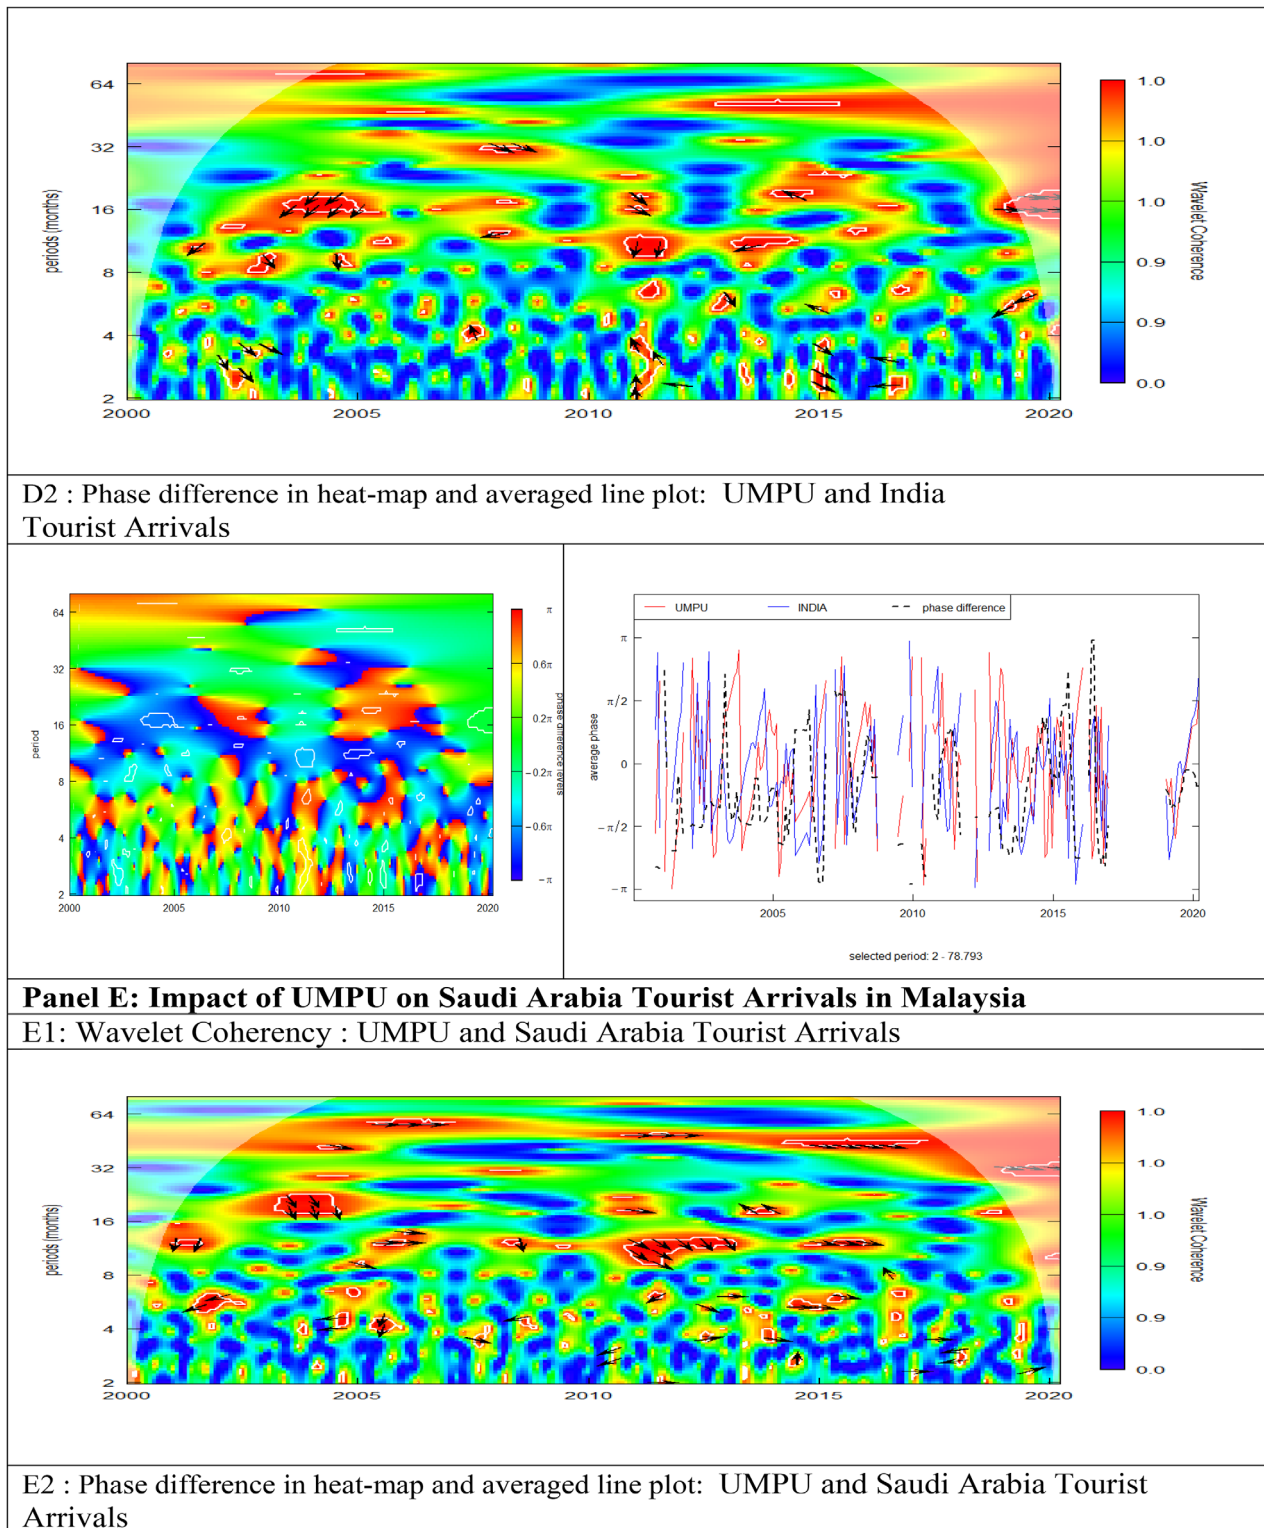 64
32
16
8
4
2
periods (months)
2000
2005
2010
2015
2020
1.0
1.0
1.0
0.9
0.9
0.0
Wavelet Coherence
D2 : Phase difference in heat-map and averaged line plot: UMPU and India
Tourist Arrivals
64
32
16
8
4
2
period
2000
2005
2010
2015
2020
π
0.6π
0.2π
−0.2π
−0.6π
−π
phase difference levels
UMPU
INDIA
phase difference
π
π/2
0
−π/2
−π
average phase
2005
2010
2015
2020
selected period: 2 - 78.793
Panel E: Impact of UMPU on Saudi Arabia Tourist Arrivals in Malaysia
E1: Wavelet Coherency : UMPU and Saudi Arabia Tourist Arrivals
64
32
16
8
4
2
periods (months)
2000
2005
2010
2015
2020
1.0
1.0
1.0
0.9
0.9
0.0
Wavelet Coherence
E2 : Phase difference in heat-map and averaged line plot: UMPU and Saudi Arabia Tourist
Arrivals